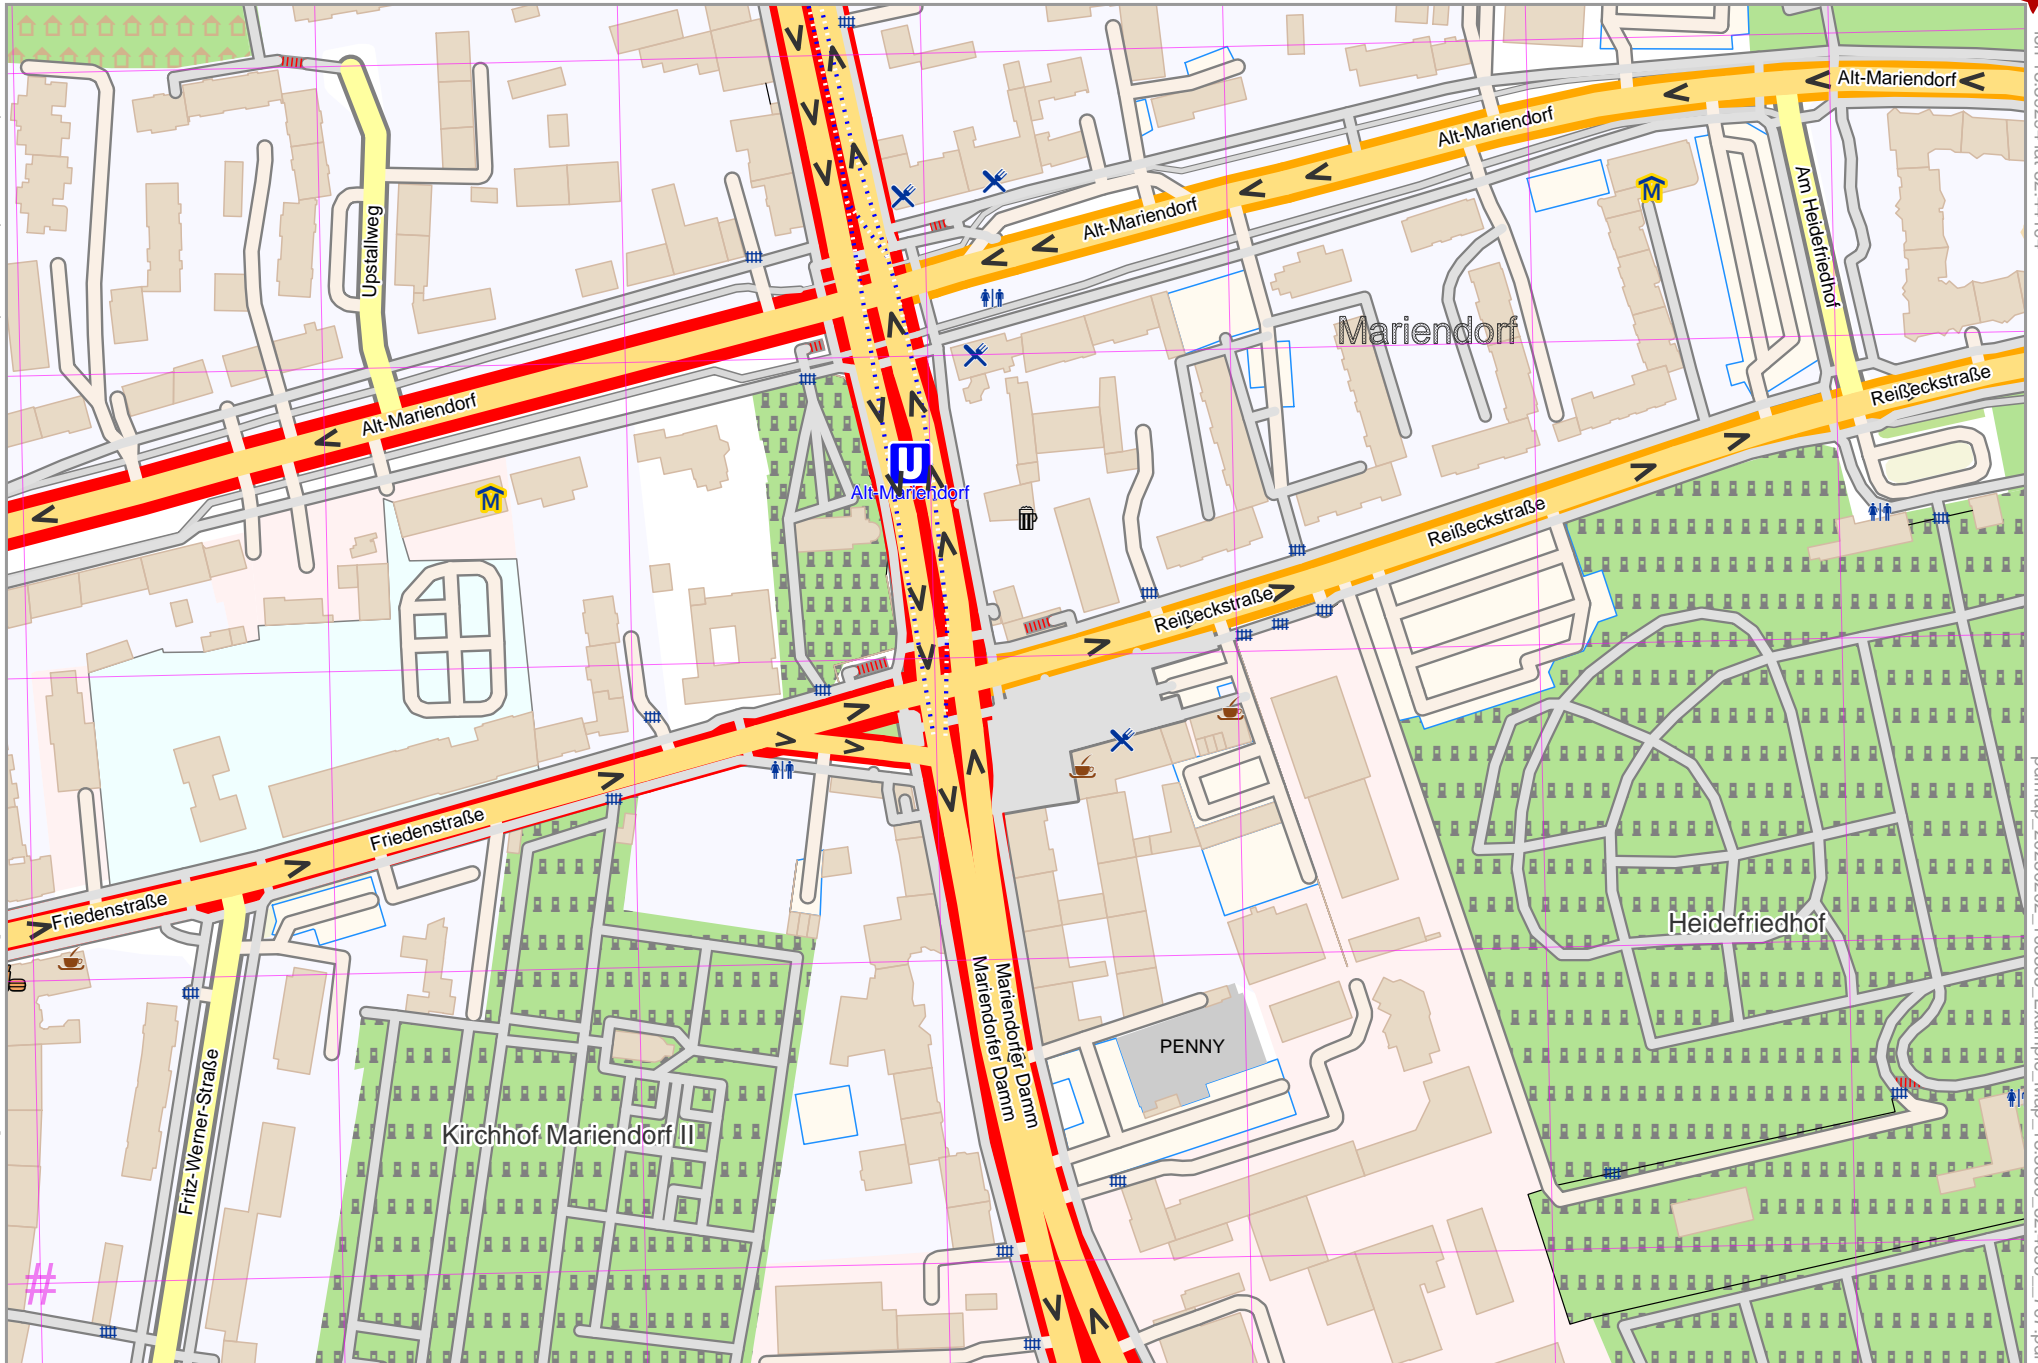 Alt-Mariendorf
Alt-Mariendorf
Alt-Mariendorf
M
Am Heidefriedhof
Upstallweg
Mariendorf
Reißeckstraße
Alt-Mariendorf
U
Alt-Mariendorf
M
Reißeckstraße
Reißeckstraße
Friedenstraße
Friedenstraße
Heidefriedhof
Mariendorfer Damm
Mariendorfer Damm
PENNY
Fritz-Werner-Straße
Kirchhof Mariendorf II
#